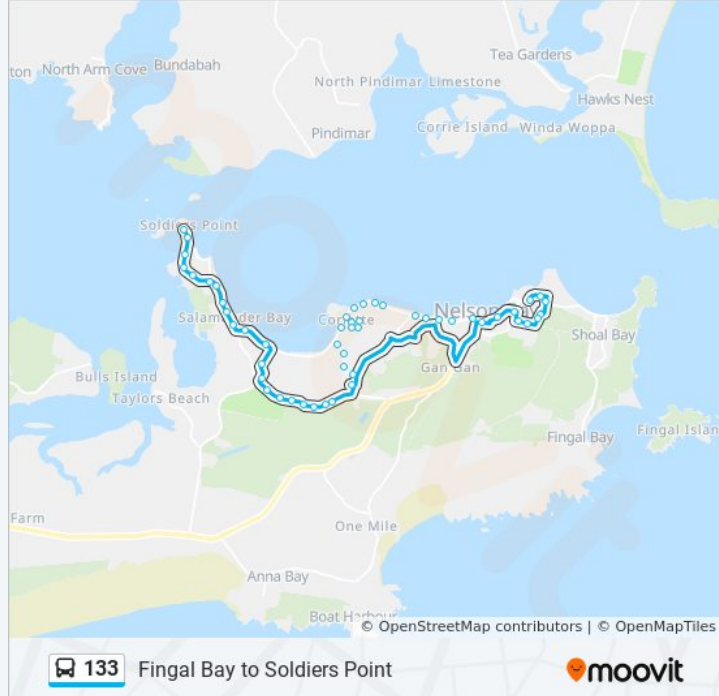 Tea Gardens
ton
North Arm Cove
Bundabah
North Pindimar
Limestone
Hawks Nest
Corrie Island
Winda Woppa
Pindimar
Soldiers Point
Salamander Bay
Corlette
Nelson
Shoal Bay
Bulls Island
Gan Gan
Taylors Beach
Fingal Bay
Fingal Islan
Farm
One Mile
Anna Bay
Boat Harbour
© OpenStreetMap contributors | © OpenMapTiles
133 Fingal Bay to Soldiers Point
moovit